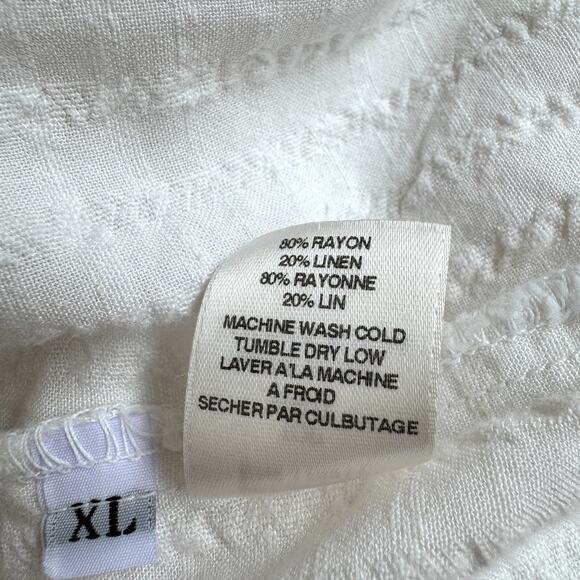 80% RAYON
20% LINEN
80% RAYONNE
20% LIN
MACHINE WASH COLD
TUMBLE DRY LOW
LAVER A'LA MACHINE
A FROID
SECHER PAR CULBUTAGE
XL